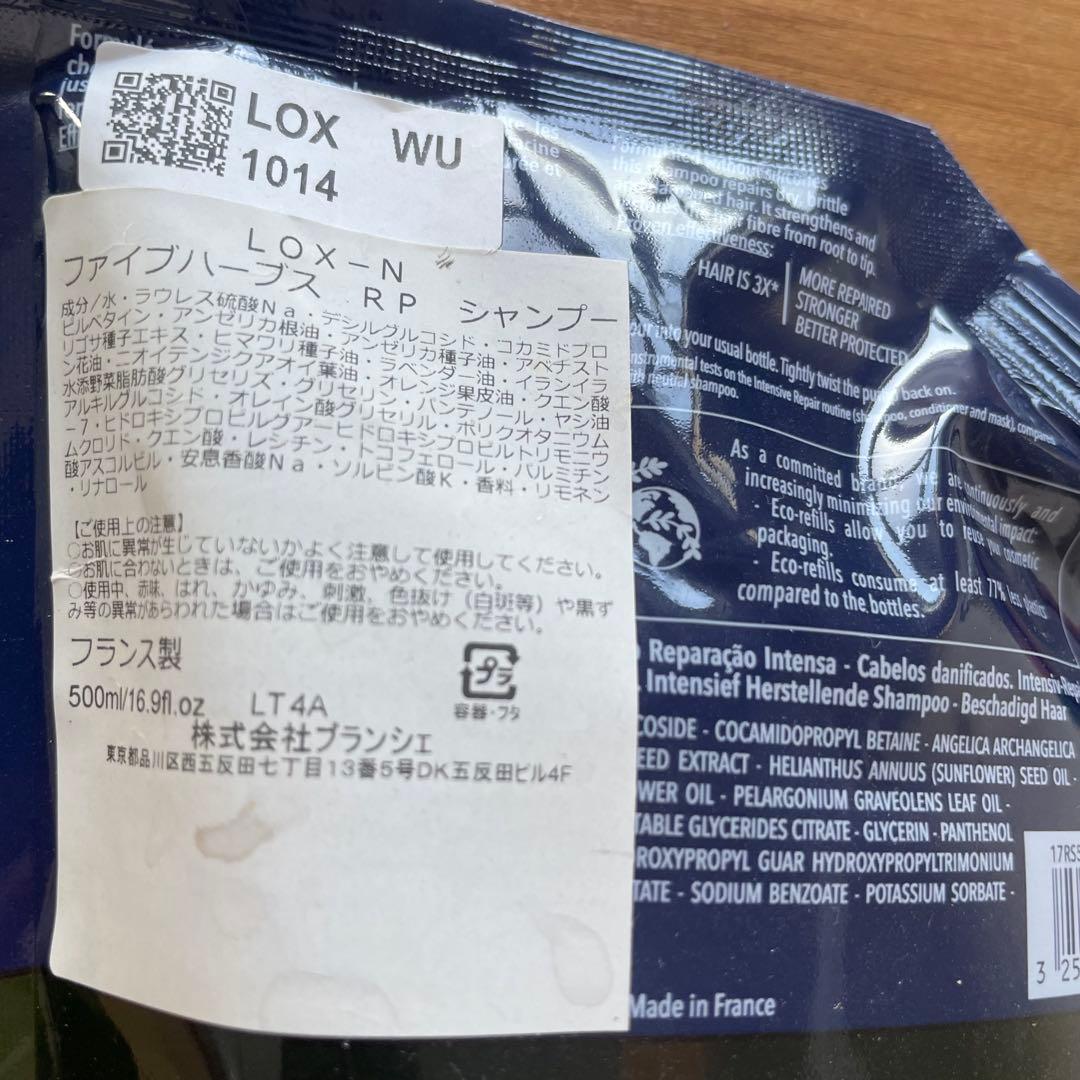 LOX WU
1014
LOX-N
ファイブハーブス RP シャンプー
成分/水・ラウレス硫酸Na・デシルグルコシド・コカミドプロ
ピルベタイン・アンゼリカ根油・アンゼリカ種子油・アベチスト
リゴサ種子エキス・ヒマワリ種子油・ラベンダー油・イランイラ
ン花油・ニオイテンジクアオイ葉油・オレンジ果皮油・クエン酸
水添野菜脂肪酸グリセリズ・グリセリン・パンテノール・ヤシ油
アルキルグルコシド・オレイン酸グリセリル・ポリクオタニウム
-7・ヒドロキシプロピルグアーヒドロキシプロピルトリモニウ
ムクロリド・クエン酸・レシチン・トコフェロール・パルミチン
酸アスコルビル・安息香酸Na・ソルビン酸K・香料・リモネン
・リナロール
【ご使用上の注意】
○お肌に異常が生じていないかよく注意して使用してください。
○お肌に合わないときは、ご使用をおやめください。
○使用中、赤味、はれ、かゆみ、刺激、色抜け（白斑等）や黒ず
み等の異常があらわれた場合はご使用をおやめください。
フランス製
プラ
容器・フタ
500ml/16.9fl.oz LT4A
株式会社ブランシェ
東京都品川区西五反田七丁目13番5号DK五反田ビル4F
Formulated without silicones
this shampoo repairs dry, brittle
and damaged hair. It strengthens and
fibre from root to tip.
Proven effectiveness:
HAIR IS 3X*
MORE REPAIRED
STRONGER
BETTER PROTECTED
into your usual bottle. Tightly twist the back on.
Instrumental tests on the Intensive Repair routine (shampoo, conditioner and mask), compared
with neutral shampoo.
As a committed brand, we are continuously and
increasingly minimizing our environmental impact:
- Eco-refills allow you to reuse your cosmetic
packaging.
- Eco-refills consume at least 77% less plastics
compared to the bottles.
Reparação Intensa - Cabelos danificados.
Intensief Herstellende Shampoo - Beschadigd Haar
COSIDE - COCAMIDOPROPYL BETAINE - ANGELICA ARCHANGELICA
EED EXTRACT - HELIANTHUS ANNUUS (SUNFLOWER) SEED OIL -
WER OIL - PELARGONIUM GRAVEOLENS LEAF OIL -
TABLE GLYCERIDES CITRATE - GLYCERIN - PANTHENOL
ROXYPROPYL GUAR HYDROXYPROPYLTRIMONIUM
TATE - SODIUM BENZOATE - POTASSIUM SORBATE -
17RS5
3 25
Made in France